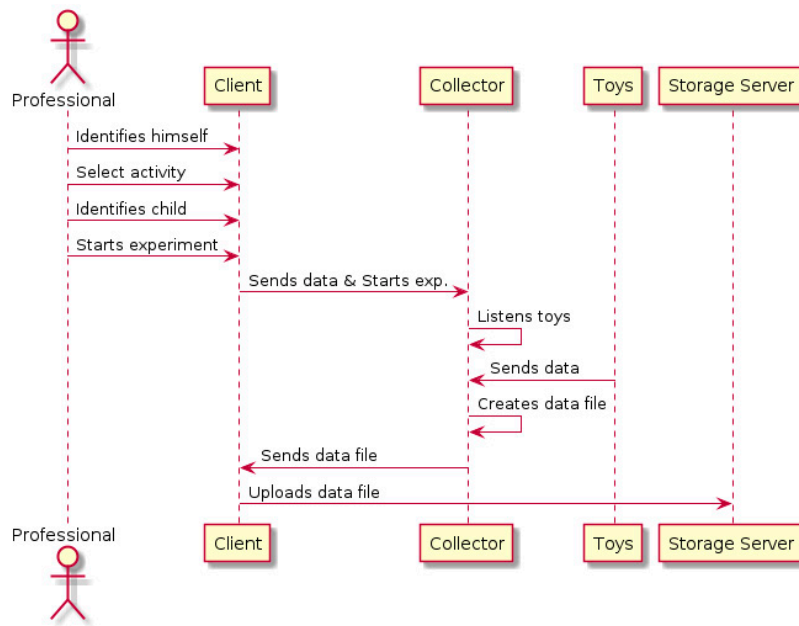 Professional
Client
Collector
Toys
Storage Server
Identifies himself
Select activity
Identifies child
Starts experiment
Sends data & Starts exp.
Listens toys
Sends data
Creates data file
Sends data file
Uploads data file
Professional
Client
Collector
Toys
Storage Server